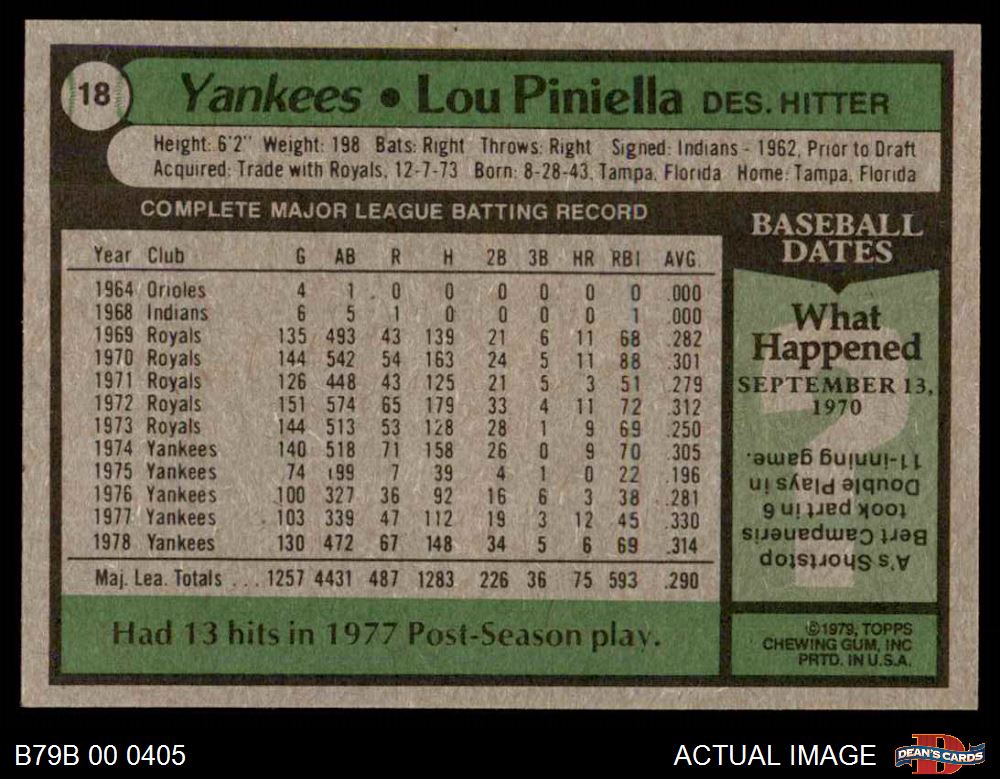 18
Yankees • Lou Piniella DES. HITTER
Height: 6'2" Weight: 198 Bats: Right Throws: Right Signed: Indians - 1962, Prior to Draft
Acquired: Trade with Royals, 12-7-73 Born: 8-28-43, Tampa, Florida Home: Tampa, Florida
COMPLETE MAJOR LEAGUE BATTING RECORD
Year Club G AB R H 2B 3B HR RBI AVG.
1964 Orioles 4 1 0 0 0 0 0 0 .000
1968 Indians 6 5 1 0 0 0 0 1 .000
1969 Royals 135 493 43 139 21 6 11 68 .282
1970 Royals 144 542 54 163 24 5 11 88 .301
1971 Royals 126 448 43 125 21 5 3 51 .279
1972 Royals 151 574 65 179 33 4 11 72 .312
1973 Royals 144 513 53 128 28 1 9 69 .250
1974 Yankees 140 518 71 158 26 0 9 70 .305
1975 Yankees 74 199 7 39 4 1 0 22 .196
1976 Yankees 100 327 36 92 16 6 3 38 .281
1977 Yankees 103 339 47 112 19 3 12 45 .330
1978 Yankees 130 472 67 148 34 5 6 69 .314
Maj. Lea. Totals ... 1257 4431 487 1283 226 36 75 593 .290
Had 13 hits in 1977 Post-Season play.
BASEBALL
DATES
What
Happened
SEPTEMBER 13,
1970
A's Shortstop
Bert Campaneris
took part in 6
Double Plays in
11-inning game.
©1979, TOPPS
CHEWING GUM, INC
PRTD. IN U.S.A.
B79B 00 0405
ACTUAL IMAGE
DEAN'S CARDS